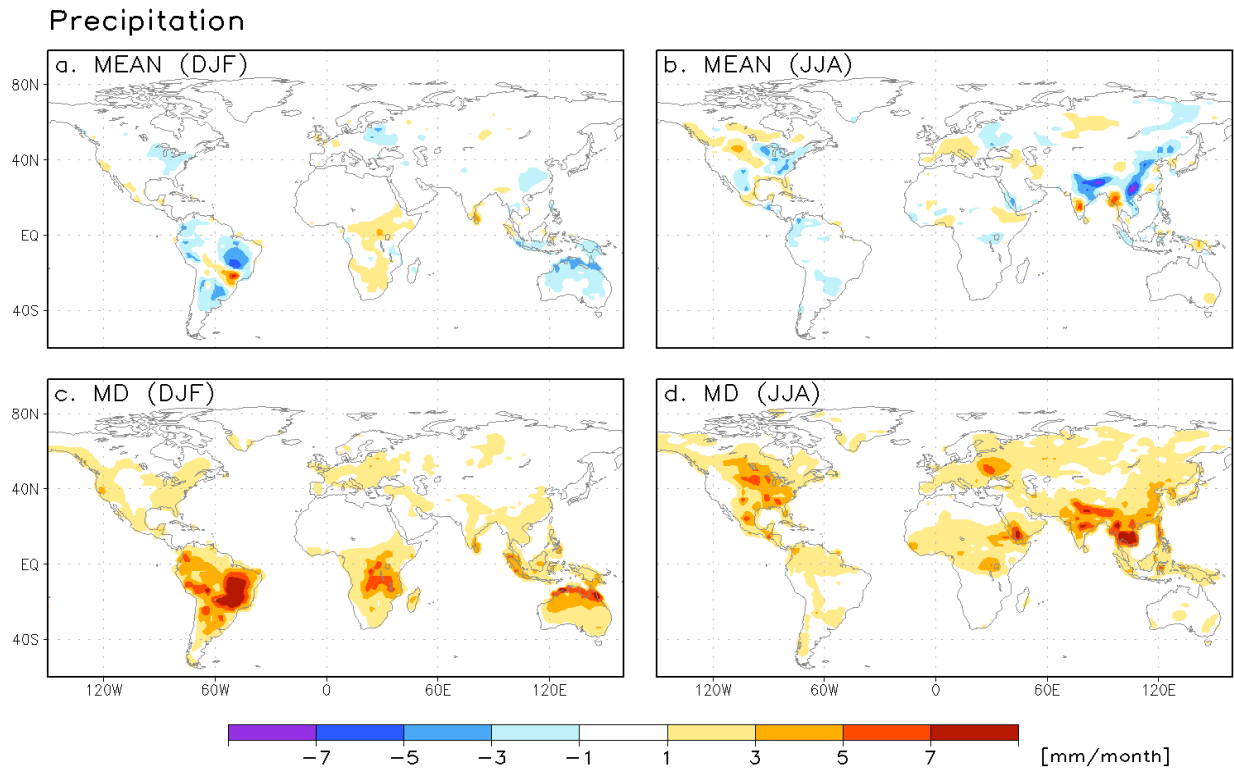 Precipitation
a. MEAN (DJF)
b. MEAN (JJA)
80N
40N
EQ
40S
c. MD (DJF)
d. MD (JJA)
80N
40N
EQ
40S
120W 60W 0 60E 120E
120W 60W 0 60E 120E
−7 −5 −3 −1 1 3 5 7 [mm/month]